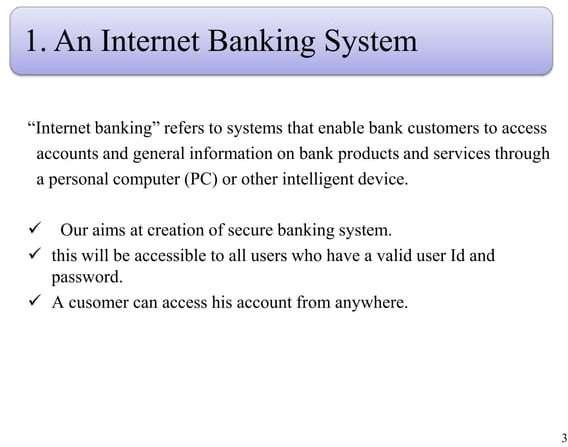 1. An Internet Banking System
“Internet banking” refers to systems that enable bank customers to access
accounts and general information on bank products and services through
a personal computer (PC) or other intelligent device.
✓ Our aims at creation of secure banking system.
✓ this will be accessible to all users who have a valid user Id and
password.
✓ A cusomer can access his account from anywhere.
3